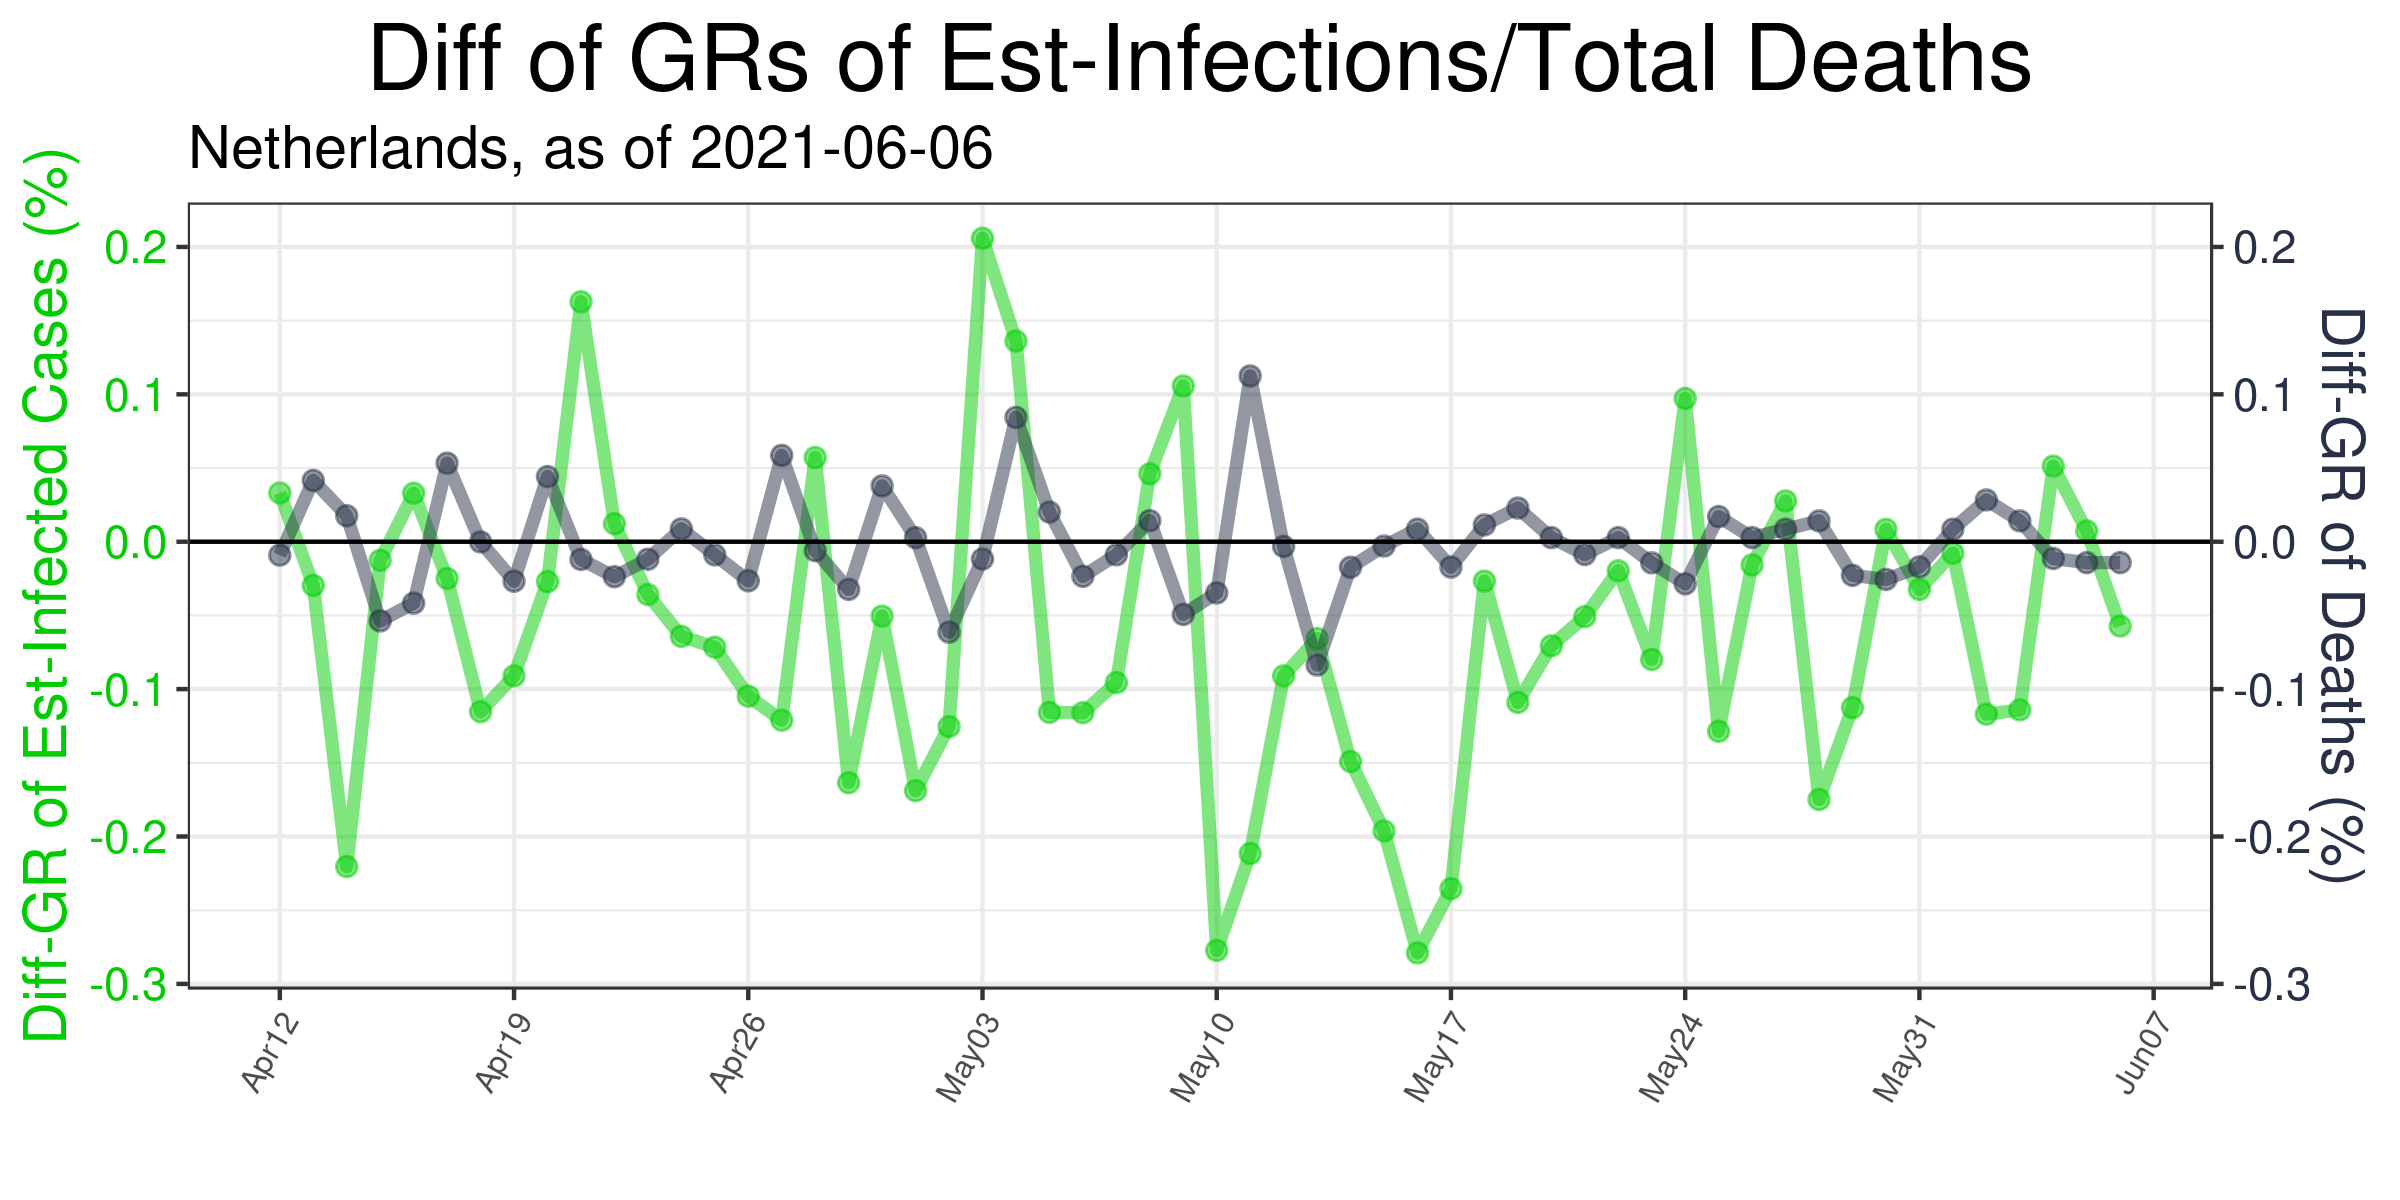 Diff of GRs of Est-Infections/Total Deaths
Netherlands, as of 2021-06-06
Diff-GR of Est-Infected Cases (%)
0.2
0.1
0.0
-0.1
-0.2
-0.3
0.2
0.1
0.0
-0.1
-0.2
-0.3
Diff-GR of Deaths (%)
Apr12
Apr19
Apr26
May03
May10
May17
May24
May31
Jun07